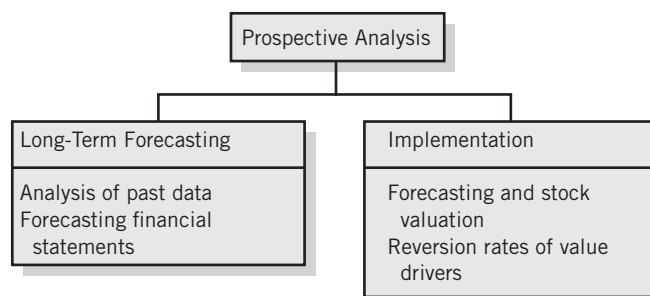 Prospective Analysis
Long-Term Forecasting
Analysis of past data
Forecasting financial
statements
Implementation
Forecasting and stock
valuation
Reversion rates of value
drivers